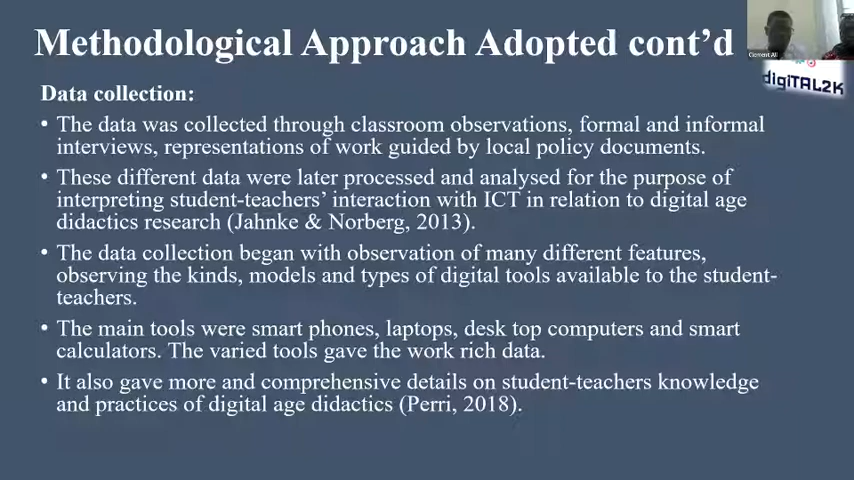 Methodological Approach Adopted cont’d
Clement Ali
digiTAL2K
Data collection:
• The data was collected through classroom observations, formal and informal
interviews, representations of work guided by local policy documents.
• These different data were later processed and analysed for the purpose of
interpreting student-teachers’ interaction with ICT in relation to digital age
didactics research (Jahnke & Norberg, 2013).
• The data collection began with observation of many different features,
observing the kinds, models and types of digital tools available to the student-
teachers.
• The main tools were smart phones, laptops, desk top computers and smart
calculators. The varied tools gave the work rich data.
• It also gave more and comprehensive details on student-teachers knowledge
and practices of digital age didactics (Perri, 2018).